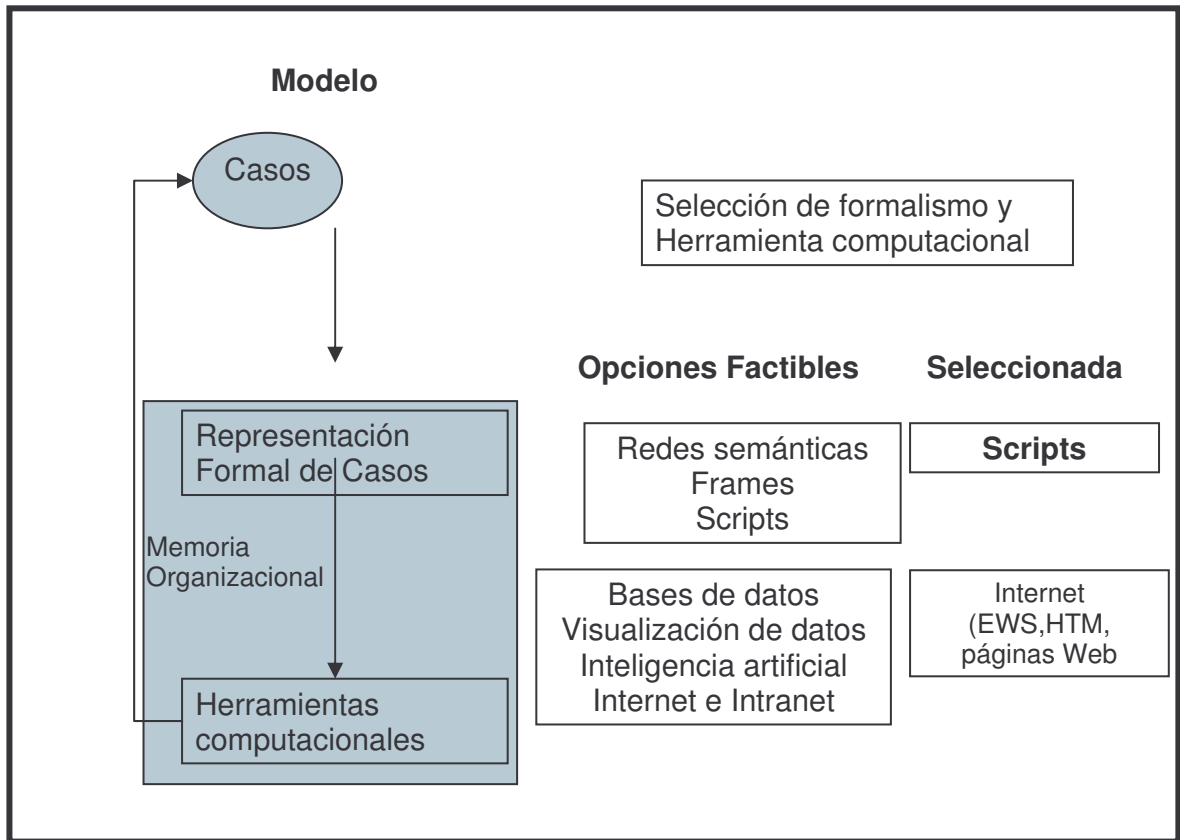 Modelo
Casos
Selección de formalismo y
Herramienta computacional
Opciones Factibles
Seleccionada
Representación
Formal de Casos
Redes semánticas
Frames
Scripts
Scripts
Memoria
Organizacional
Bases de datos
Visualización de datos
Inteligencia artificial
Internet e Intranet
Internet
(EWS,HTM,
páginas Web
Herramientas
computacionales